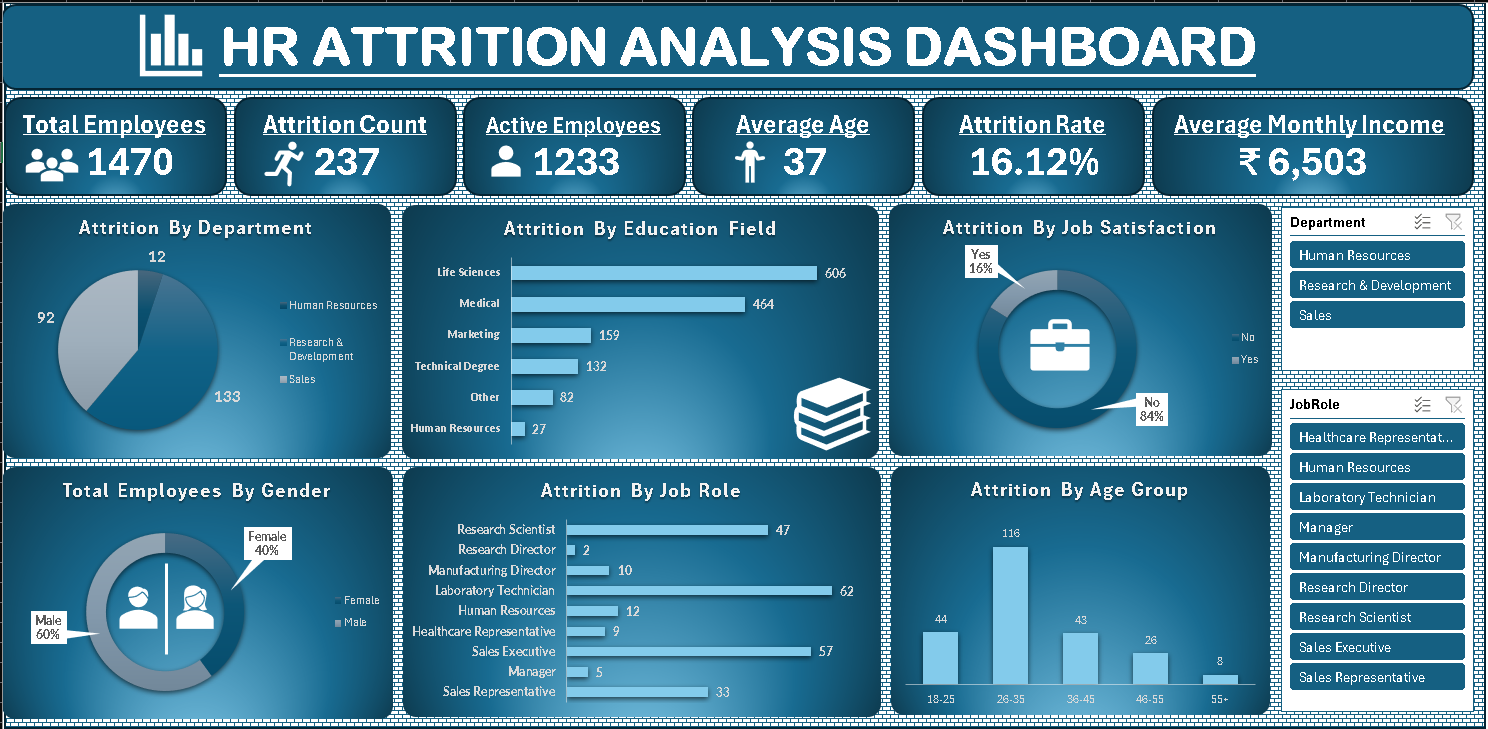 HR ATTRITION ANALYSIS DASHBOARD
Total Employees
1470
Attrition Count
237
Active Employees
1233
Average Age
37
Attrition Rate
16.12%
Average Monthly Income
₹ 6,503
Attrition By Department
12
92
133
Human Resources
Research &
Development
Sales
Attrition By Education Field
Life Sciences 606
Medical 464
Marketing 159
Technical Degree 132
Other 82
Human Resources 27
Attrition By Job Satisfaction
Yes
16%
No
84%
No
Yes
Department
Human Resources
Research & Development
Sales
Total Employees By Gender
Female
40%
Male
60%
Female
Male
Attrition By Job Role
Research Scientist 47
Research Director 2
Manufacturing Director 10
Laboratory Technician 62
Human Resources 12
Healthcare Representative 9
Sales Executive 57
Manager 5
Sales Representative 33
Attrition By Age Group
44 116 43 26 8
18-25 26-35 36-45 46-55 55+
JobRole
Healthcare Representat...
Human Resources
Laboratory Technician
Manager
Manufacturing Director
Research Director
Research Scientist
Sales Executive
Sales Representative